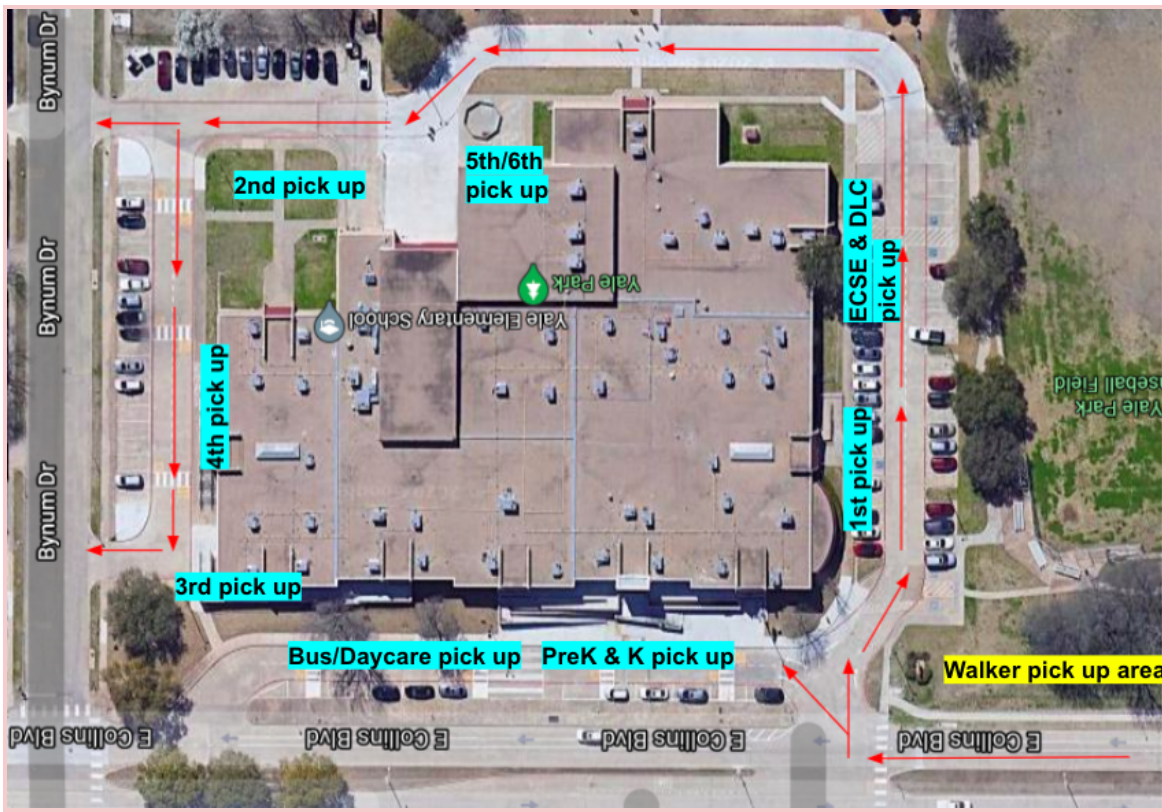 Bynum Dr
5th/6th
pick up
2nd pick up
Bynum Dr
ECSE & DLC
pick up
Yale Park
Yale Elementary School
4th pick up
1st pick up
Yale Park
seball Field
Bynum Dr
3rd pick up
Bus/Daycare pick up
PreK & K pick up
Walker pick up area
E Collins Blvd
E Collins Blvd
E Collins Blvd
E Collins Blvd